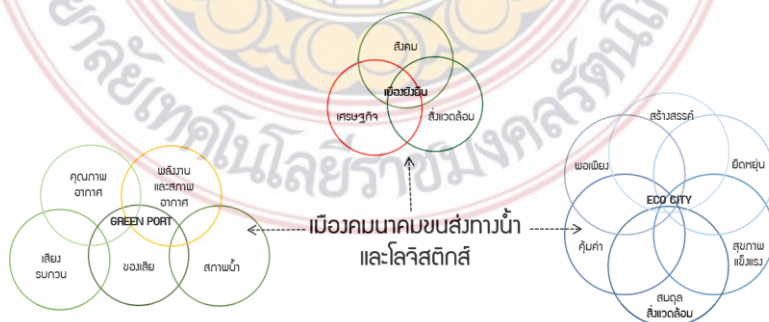 สังคม
เมืองยั่งยืน
เศรษฐกิจ
สิ่งแวดล้อม
คุณภาพ
อากาศ
พลังงาน
และสภาพ
อากาศ
GREEN PORT
เสียง
รบกวน
ของเสีย
สภาพน้ำ
เมืองคมนาคมขนส่งทางน้ำ
และโลจิสติกส์
สร้างสรรค์
พอเพียง
ยืดหยุ่น
ECO CITY
คุ้มค่า
สุขภาพ
แข็งแรง
สมดุล
สิ่งแวดล้อม